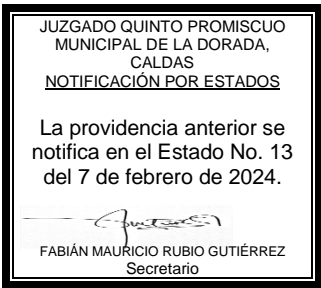 JUZGADO QUINTO PROMISCUO
MUNICIPAL DE LA DORADA,
CALDAS
NOTIFICACIÓN POR ESTADOS
La providencia anterior se
notifica en el Estado No. 13
del 7 de febrero de 2024.
FABIÁN MAURICIO RUBIO GUTIÉRREZ
Secretario